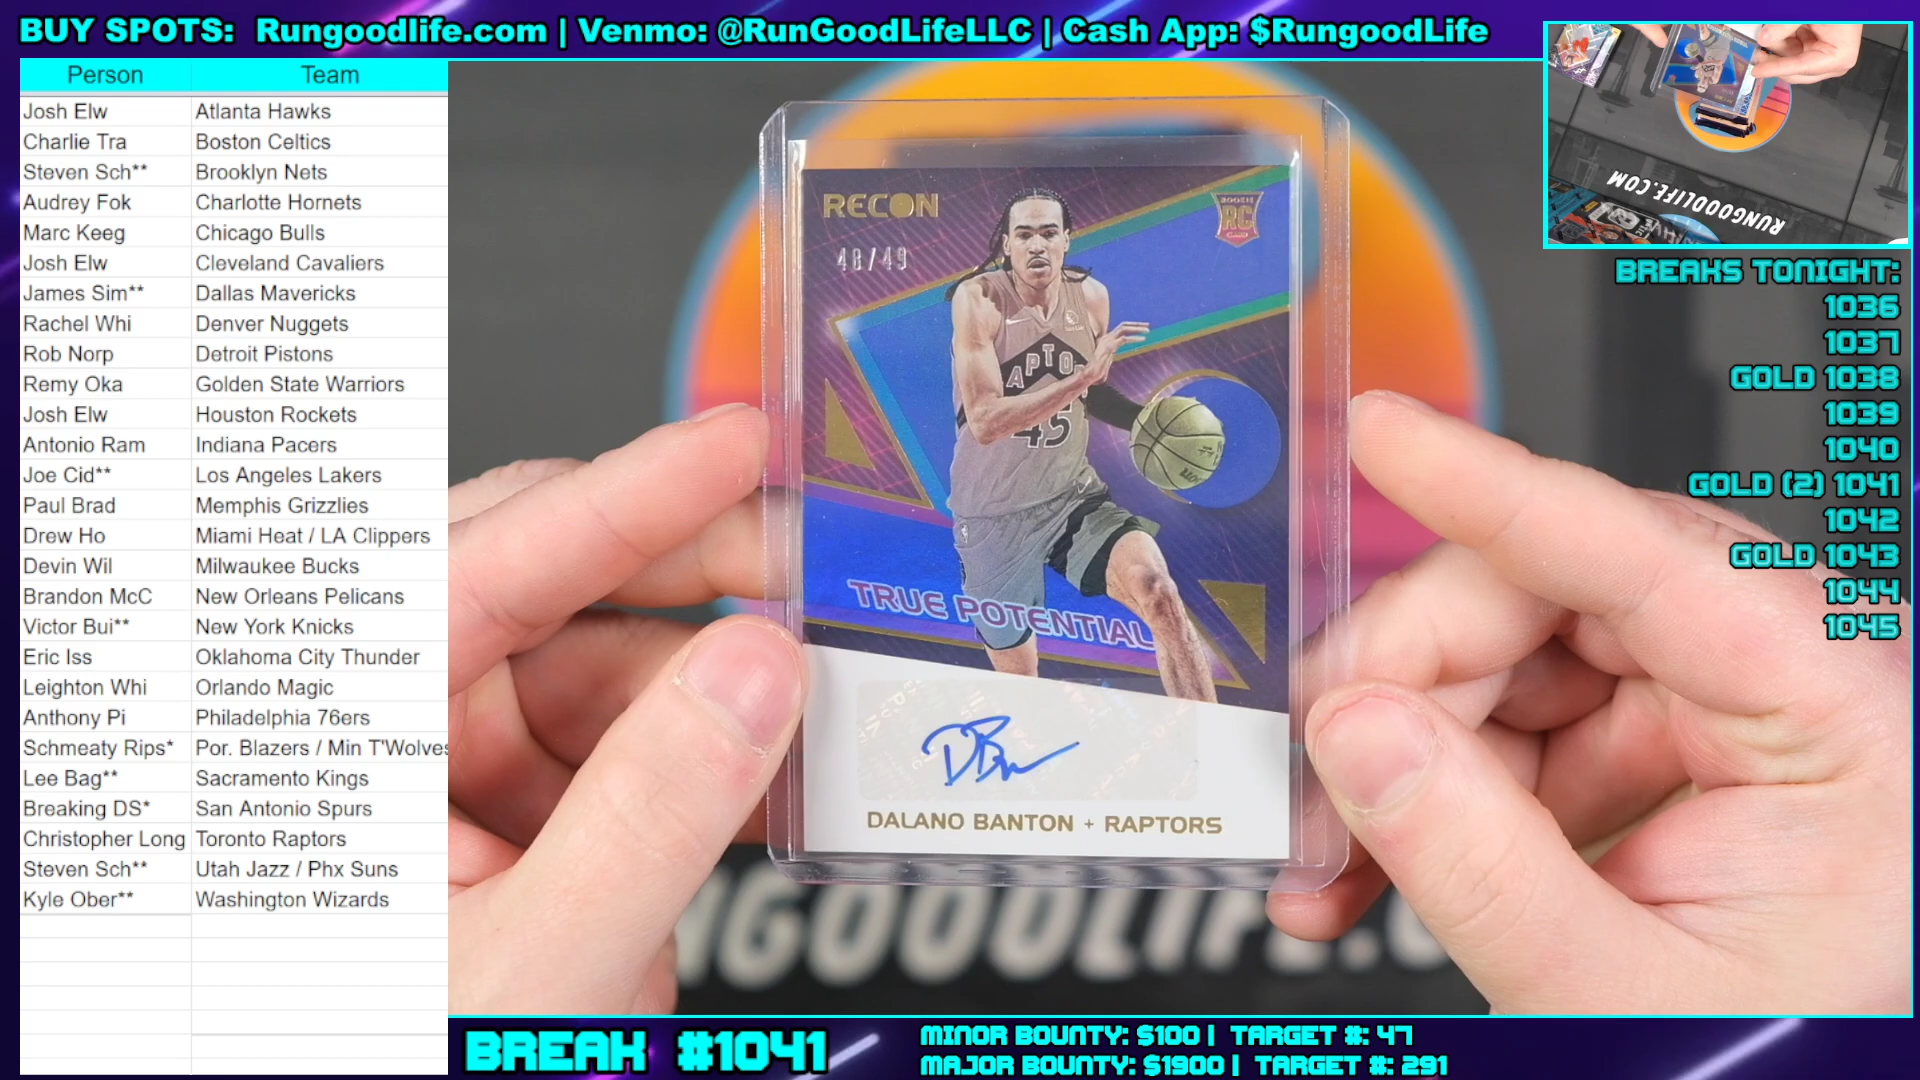 BUY SPOTS: Rungoodlife.com | Venmo: @RunGoodLifeLLC | Cash App: $RungoodLife
Person Team
Josh Elw Atlanta Hawks
Charlie Tra Boston Celtics
Steven Sch** Brooklyn Nets
Audrey Fok Charlotte Hornets
Marc Keeg Chicago Bulls
Josh Elw Cleveland Cavaliers
James Sim** Dallas Mavericks
Rachel Whi Denver Nuggets
Rob Norp Detroit Pistons
Remy Oka Golden State Warriors
Josh Elw Houston Rockets
Antonio Ram Indiana Pacers
Joe Cid** Los Angeles Lakers
Paul Brad Memphis Grizzlies
Drew Ho Miami Heat / LA Clippers
Devin Wil Milwaukee Bucks
Brandon McC New Orleans Pelicans
Victor Bui** New York Knicks
Eric Iss Oklahoma City Thunder
Leighton Whi Orlando Magic
Anthony Pi Philadelphia 76ers
Schmeaty Rips* Por. Blazers / Min T'Wolves
Lee Bag** Sacramento Kings
Breaking DS* San Antonio Spurs
Christopher Long Toronto Raptors
Steven Sch** Utah Jazz / Phx Suns
Kyle Ober** Washington Wizards
RECON
48/49
ROOKIE
RC
APTO
45
TRUE POTENTIAL
DALANO BANTON + RAPTORS
NGOODLIFE.C
RUNGOODLIFE.COM
BREAKS TONIGHT:
1036
1037
GOLD 1038
1039
1040
GOLD (2) 1041
1042
GOLD 1043
1044
1045
BREAK #1041
MINOR BOUNTY: $100 | TARGET #: 47
MAJOR BOUNTY: $1900 | TARGET #: 291